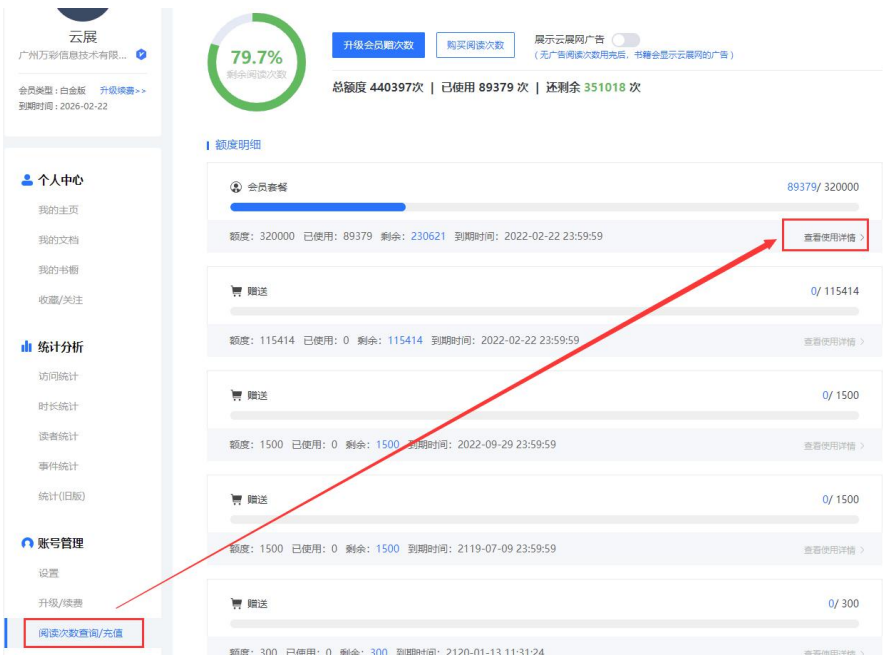 云展
广州万彩信息技术有限...
会员类型：白金版 升级续费>>
到期时间：2026-02-22
个人中心
我的主页
我的文档
我的书橱
收藏/关注
统计分析
访问统计
时长统计
读者统计
事件统计
统计(旧版)
账号管理
设置
升级/续费
阅读次数查询/充值
79.7%
剩余阅读次数
升级会员赠次数 购买阅读次数 展示云展网广告
(无广告阅读次数用完后，书籍会显示云展网的广告)
总额度 440397次 | 已使用 89379 次 | 还剩余 351018 次
额度明细
会员套餐 89379/ 320000
额度：320000 已使用：89379 剩余：230621 到期时间：2022-02-22 23:59:59 查看使用详情 >
赠送 0/ 115414
额度：115414 已使用：0 剩余：115414 到期时间：2022-02-22 23:59:59 查看使用详情 >
赠送 0/ 1500
额度：1500 已使用：0 剩余：1500 到期时间：2022-09-29 23:59:59 查看使用详情 >
赠送 0/ 1500
额度：1500 已使用：0 剩余：1500 到期时间：2119-07-09 23:59:59 查看使用详情 >
赠送 0/ 300
额度：300 已使用：0 剩余：300 到期时间：2120-01-13 11:31:24 查看使用详情 >